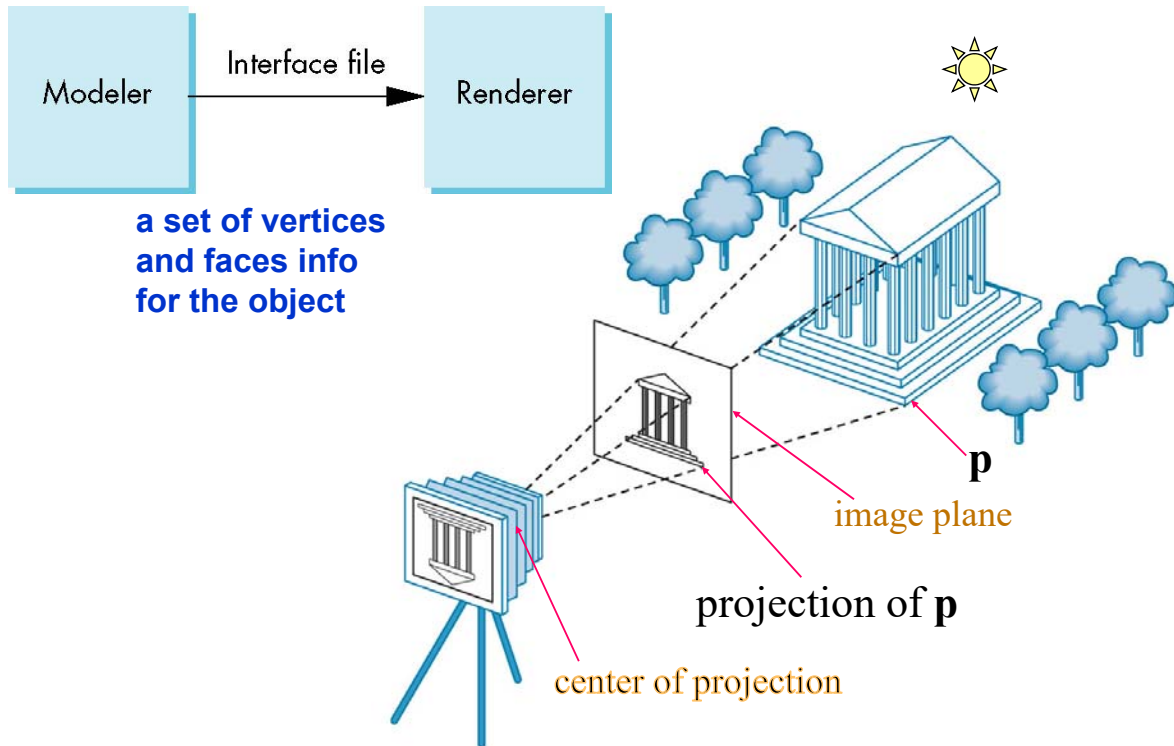 Modeler
Interface file
Renderer
a set of vertices
and faces info
for the object
p
image plane
projection of p
center of projection